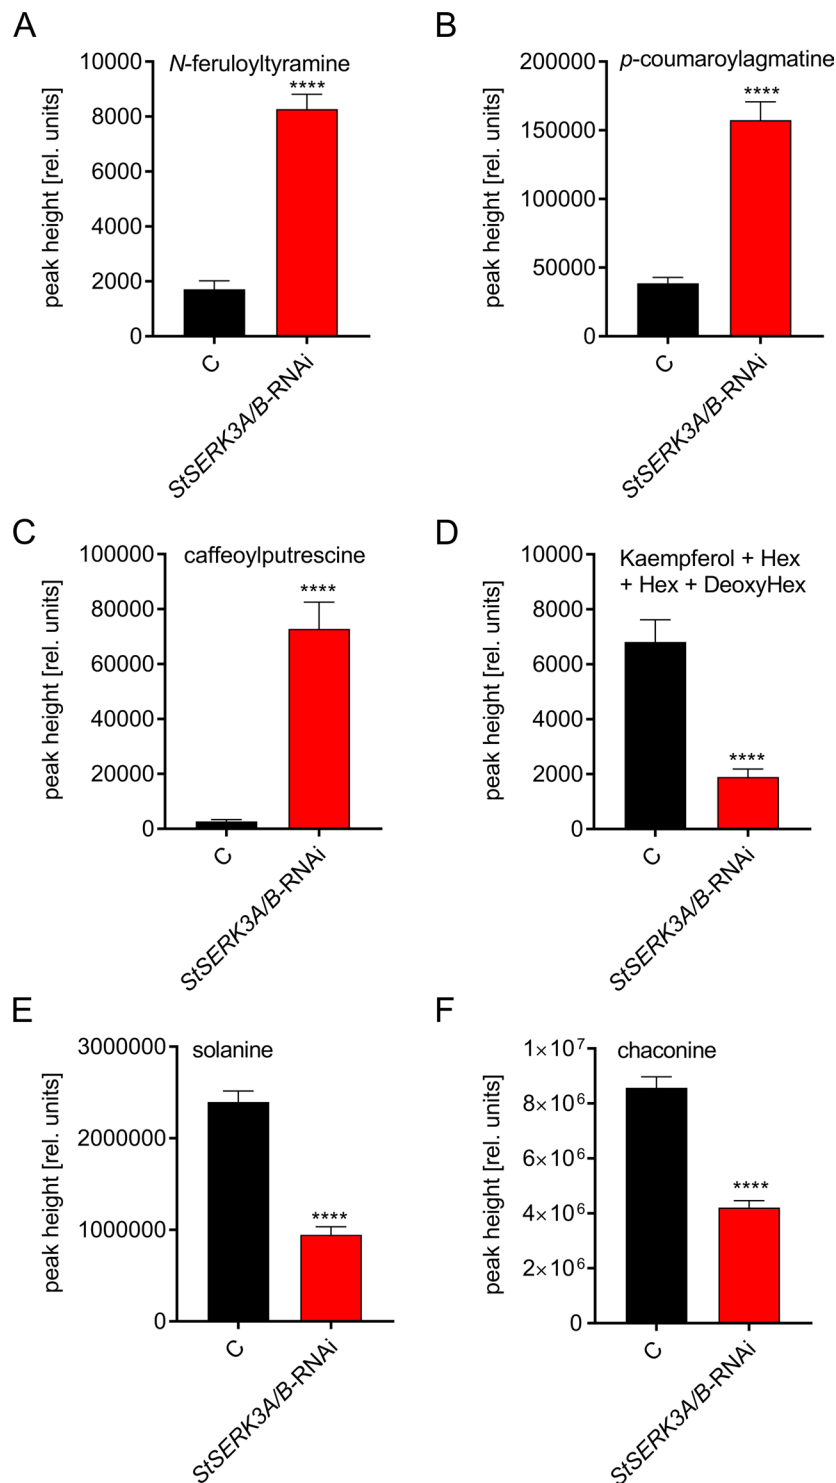 A
N-feruloyltyramine
****
10000
8000
6000
4000
2000
0
peak height [rel. units]
C
StSERK3A/B-RNAi
B
p-coumaroylagmatine
****
200000
150000
100000
50000
0
peak height [rel. units]
C
StSERK3A/B-RNAi
C
caffeoylputrescine
****
100000
80000
60000
40000
20000
0
peak height [rel. units]
C
StSERK3A/B-RNAi
D
Kaempferol + Hex
+ Hex + DeoxyHex
****
10000
8000
6000
4000
2000
0
peak height [rel. units]
C
StSERK3A/B-RNAi
E
solanine
****
3000000
2000000
1000000
0
peak height [rel. units]
C
StSERK3A/B-RNAi
F
chaconine
****
1×10⁷
8×10⁶
6×10⁶
4×10⁶
2×10⁶
0
peak height [rel. units]
C
StSERK3A/B-RNAi